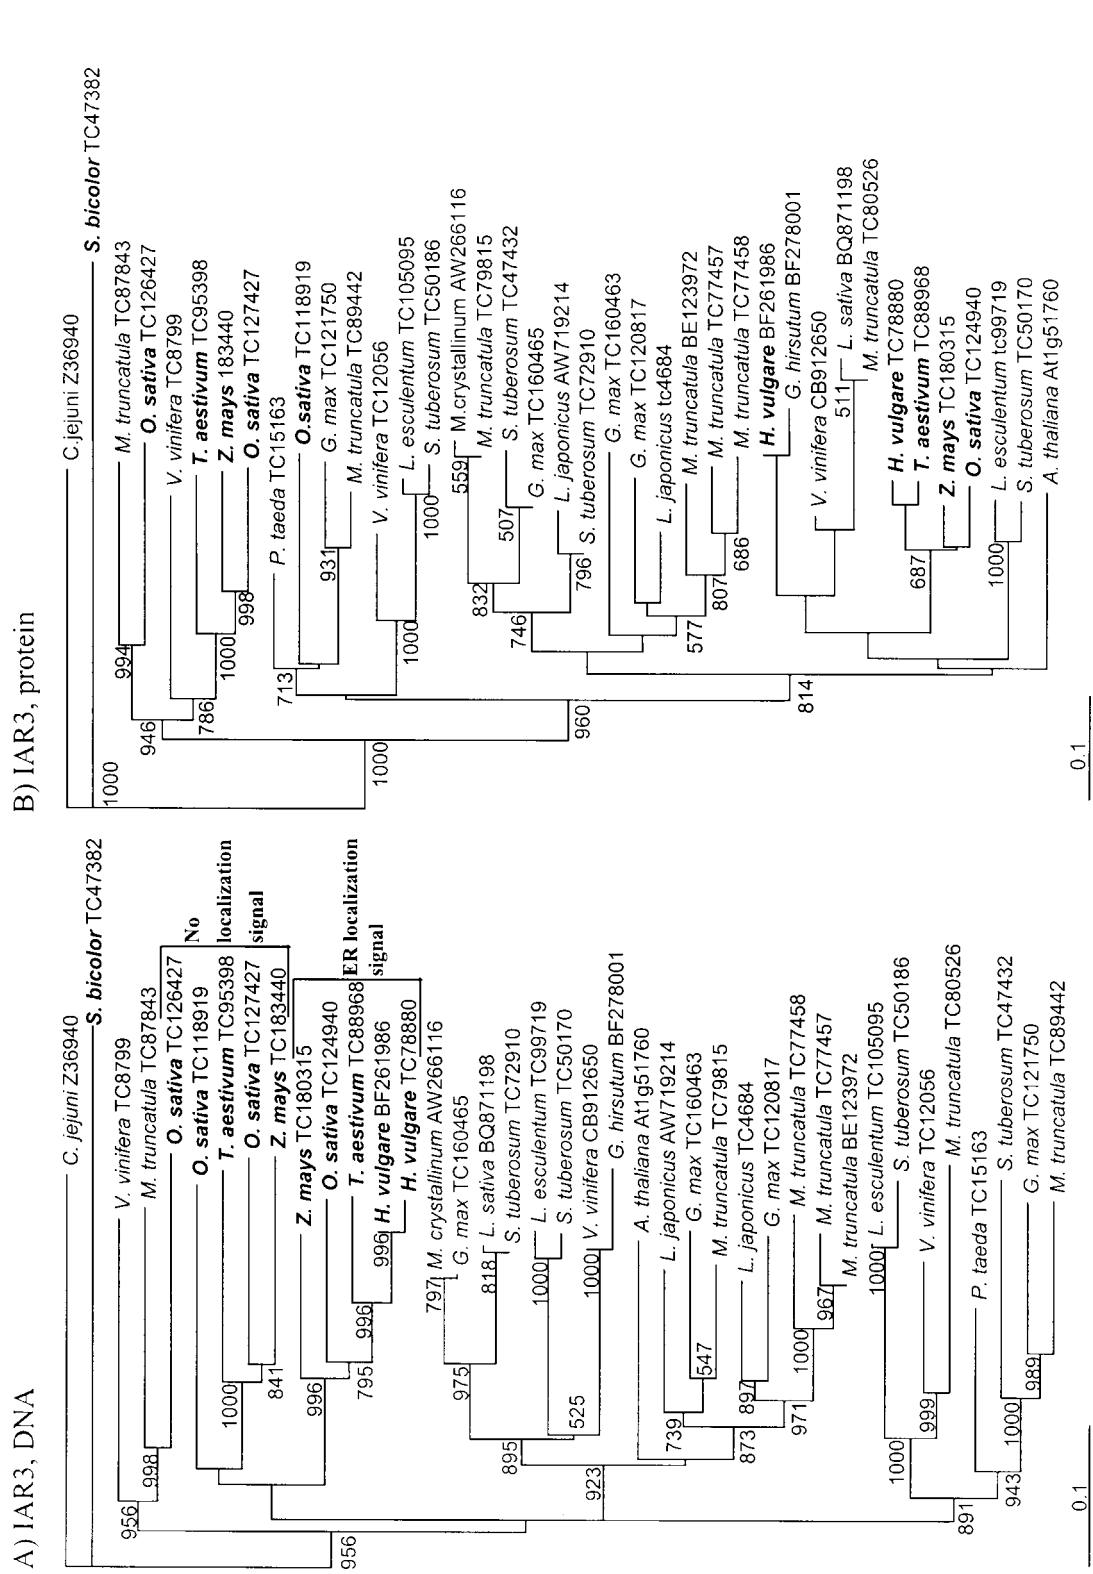 A) IAR3, DNA
C. jejuni Z36940
S. bicolor TC47382
V. vinifera TC8799
M. truncatula TC87843
O. sativa TC126427
O. sativa TC118919
T. aestivum TC95398
O. sativa TC127427
Z. mays TC183440
No
localization
signal
Z. mays TC180315
O. sativa TC124940
T. aestivum TC88968
H. vulgare BF261986
H. vulgare TC78880
ER localization
signal
M. crystallinum AW266116
G. max TC160465
L. sativa BQ871198
S. tuberosum TC72910
L. esculentum TC99719
S. tuberosum TC50170
V. vinifera CB912650
G. hirsutum BF278001
A. thaliana At1g51760
L. japonicus AW719214
G. max TC160463
M. truncatula TC79815
L. japonicus TC4684
G. max TC120817
M. truncatula TC77458
M. truncatula TC77457
M. truncatula BE123972
L. esculentum TC105095
S. tuberosum TC50186
V. vinifera TC12056
M. truncatula TC80526
P. taeda TC15163
S. tuberosum TC47432
G. max TC121750
M. truncatula TC89442
956
998
956
1000
841
996
795
996
996
797
975
818
895
1000
525
1000
923
739
547
873
897
971
1000
967
1000
1000
999
891
943
1000
989
0.1
B) IAR3, protein
C.jejuni Z36940
S. bicolor TC47382
M. truncatula TC87843
O. sativa TC126427
V. vinifera TC8799
T. aestivum TC95398
Z. mays 183440
O. sativa TC127427
P. taeda TC15163
O.sativa TC118919
G. max TC121750
M. truncatula TC89442
V. vinifera TC12056
L. esculentum TC105095
S. tuberosum TC50186
M.crystallinum AW266116
M. truncatula TC79815
S. tuberosum TC47432
G. max TC160465
L. japonicus AW719214
S. tuberosum TC72910
G. max TC160463
G. max TC120817
L. japonicus tc4684
M. truncatula BE123972
M. truncatula TC77457
M. truncatula TC77458
H. vulgare BF261986
G. hirsutum BF278001
V. vinifera CB912650
L. sativa BQ871198
M. truncatula TC80526
H. vulgare TC78880
T. aestivum TC88968
Z. mays TC180315
O. sativa TC124940
L. esculentum tc99719
S. tuberosum TC50170
A. thaliana At1g51760
1000
994
946
786
1000
998
1000
713
931
1000
1000
960
559
832
507
746
796
577
807
686
814
511
687
1000
0.1